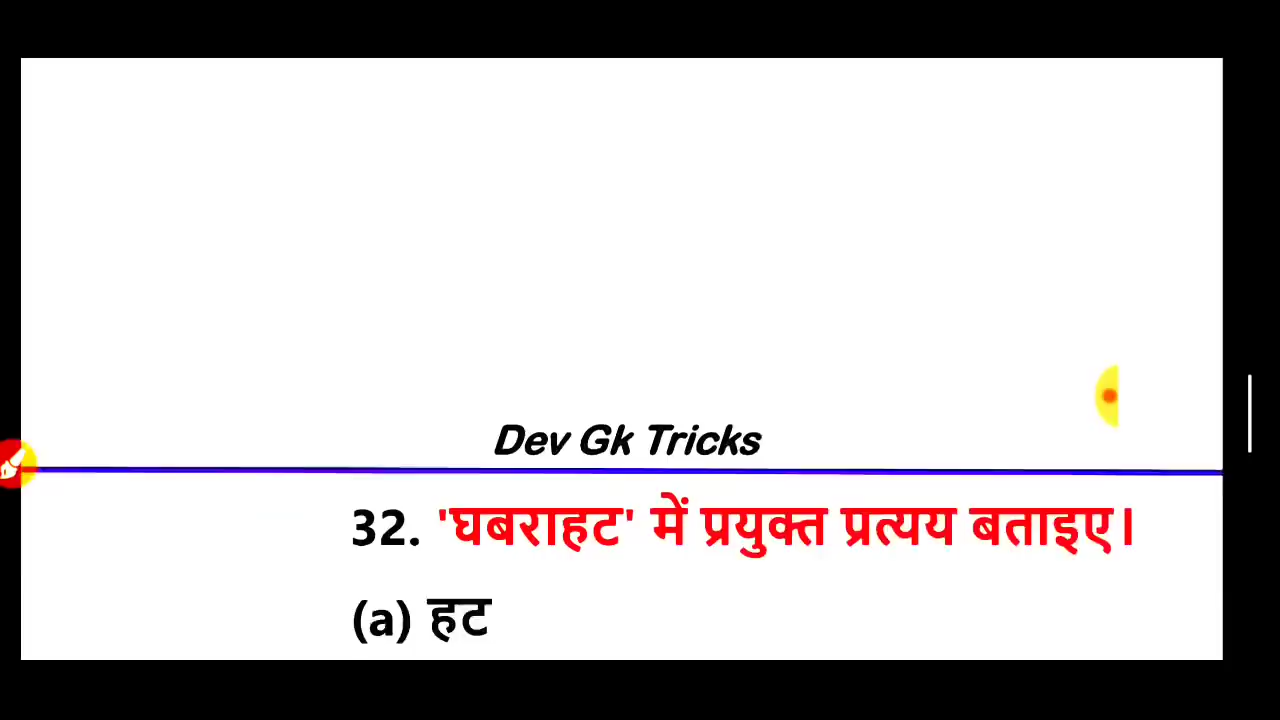 Dev Gk Tricks
32. 'घबराहट' में प्रयुक्त प्रत्यय बताइए।
(a) हट